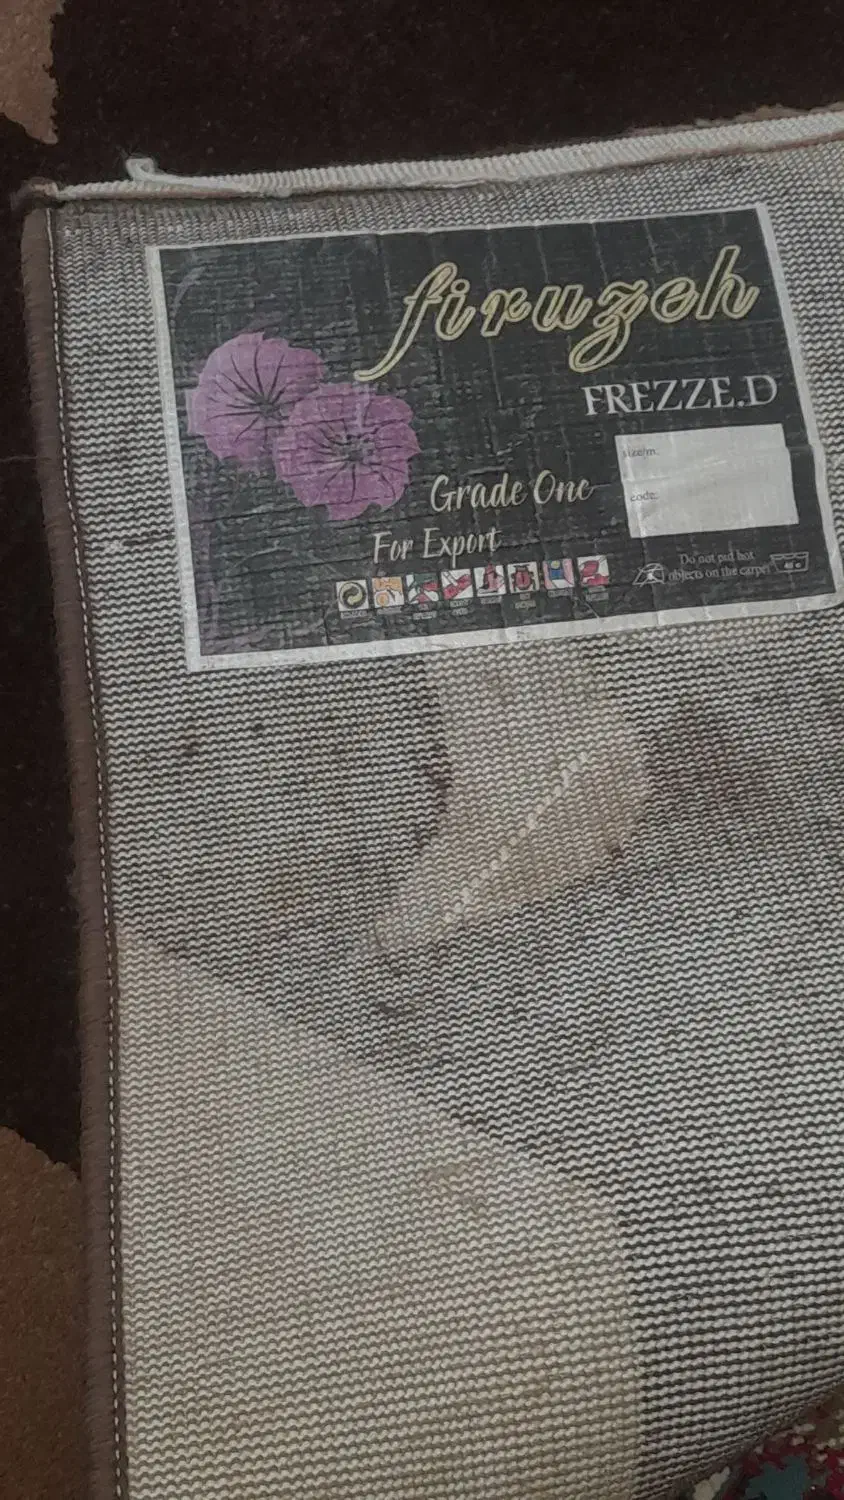 firuzeh
FREZZE.D
size/m.
code:
Grade One
For Export
Do not put hot
objects on the carpet